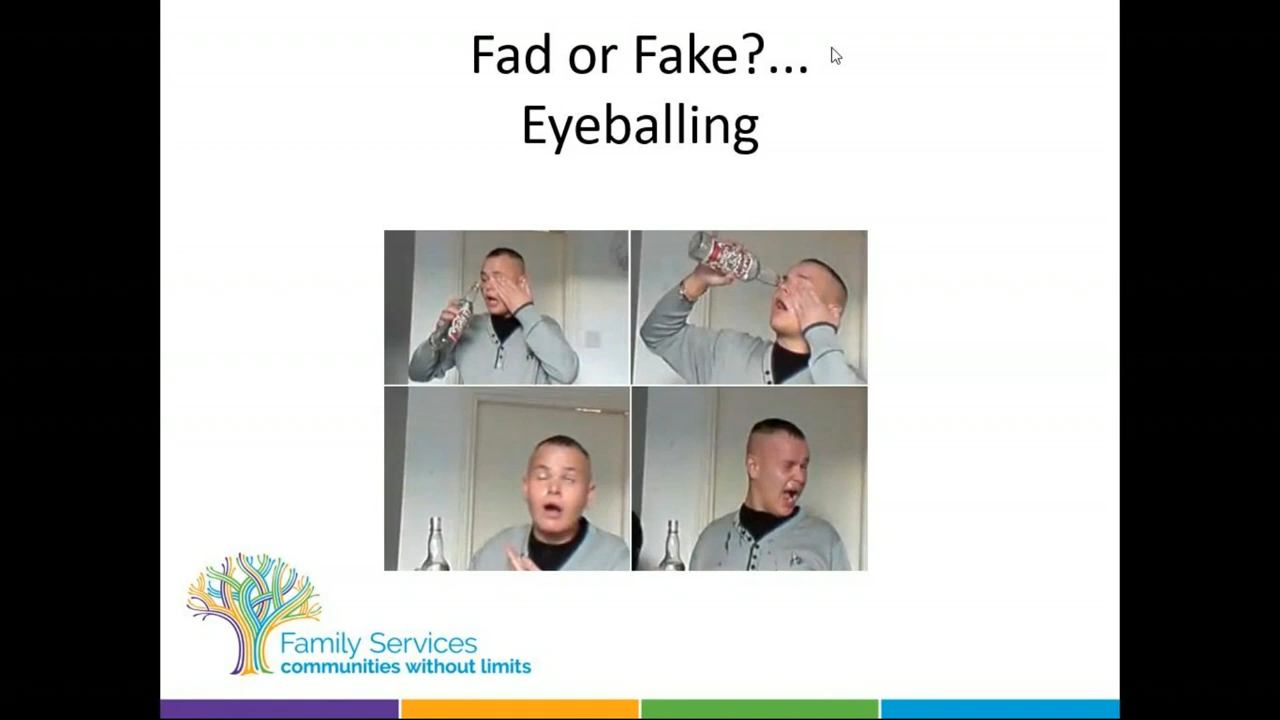 Fad or Fake?...
Eyeballing
Family Services
communities without limits